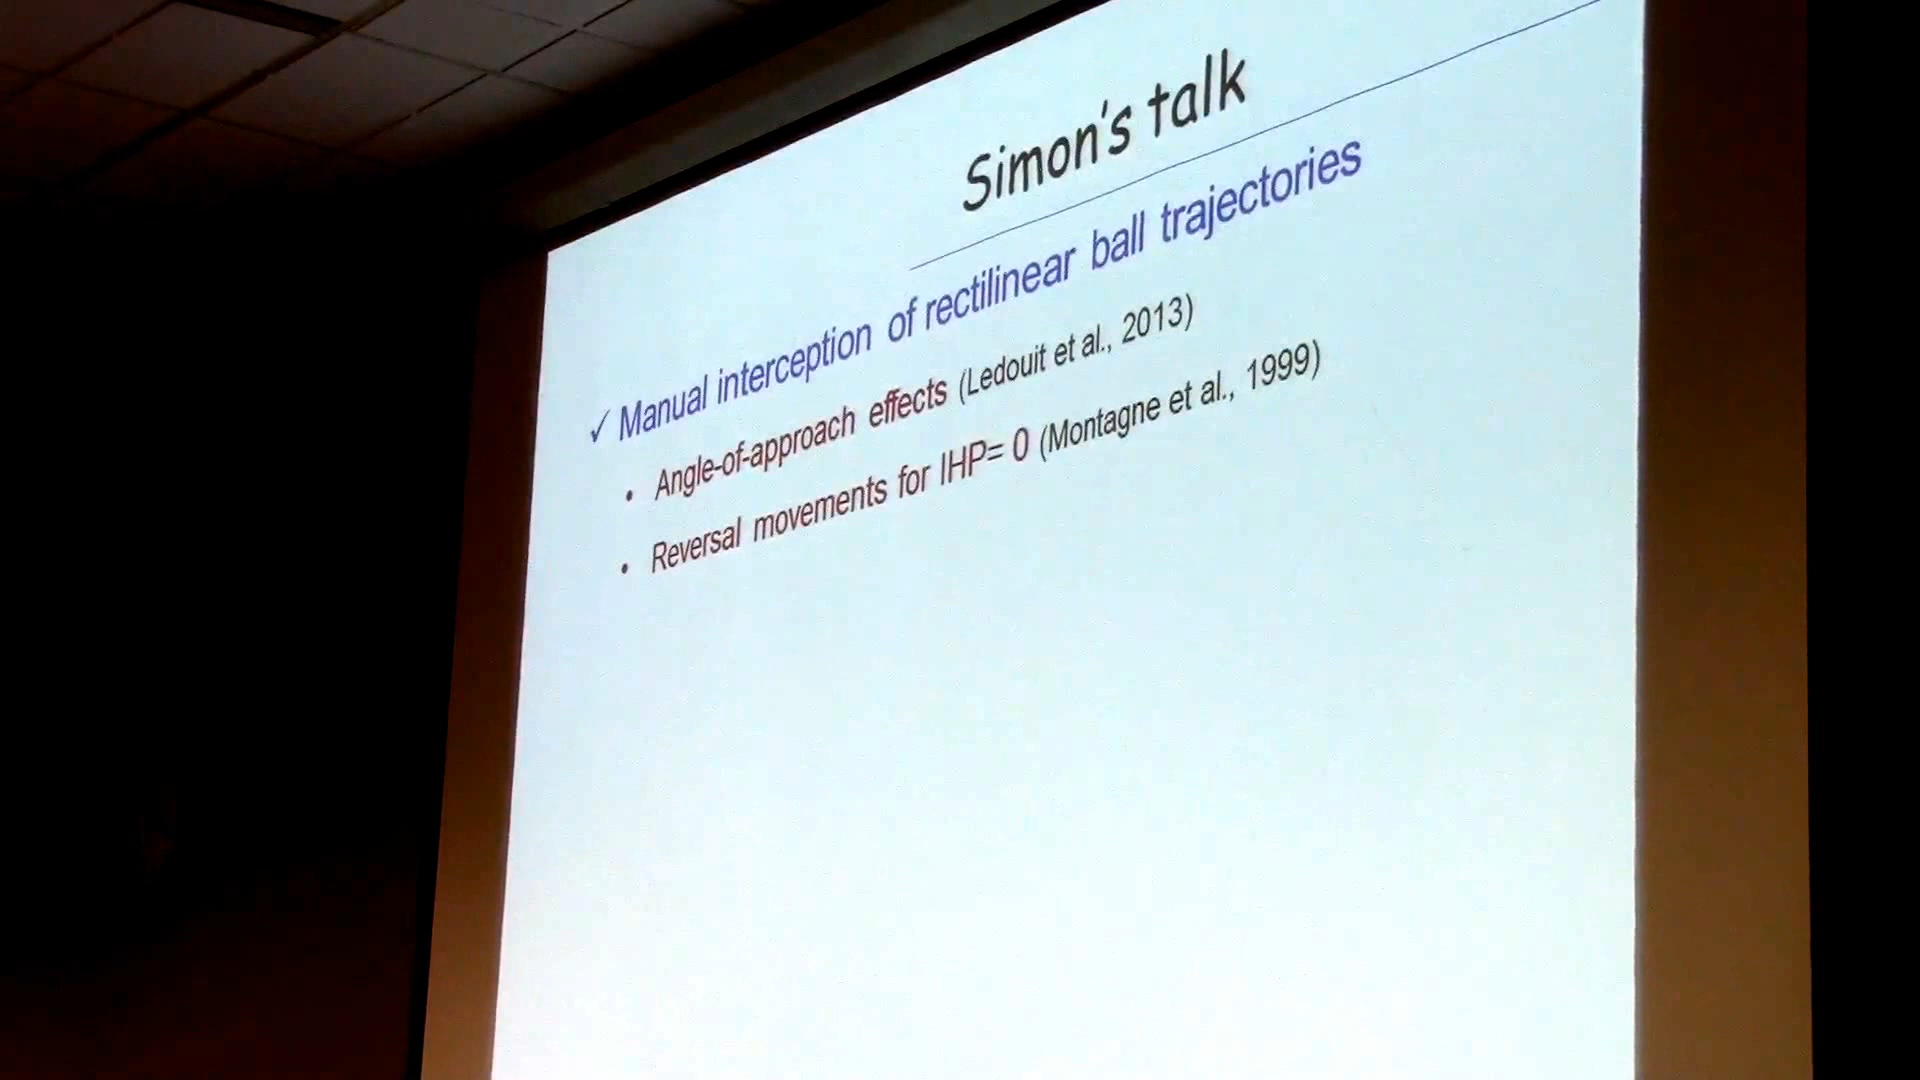 Simon's talk
✓ Manual interception of rectilinear ball trajectories
• Angle-of-approach effects (Ledouit et al., 2013)
• Reversal movements for IHP= 0 (Montagne et al., 1999)